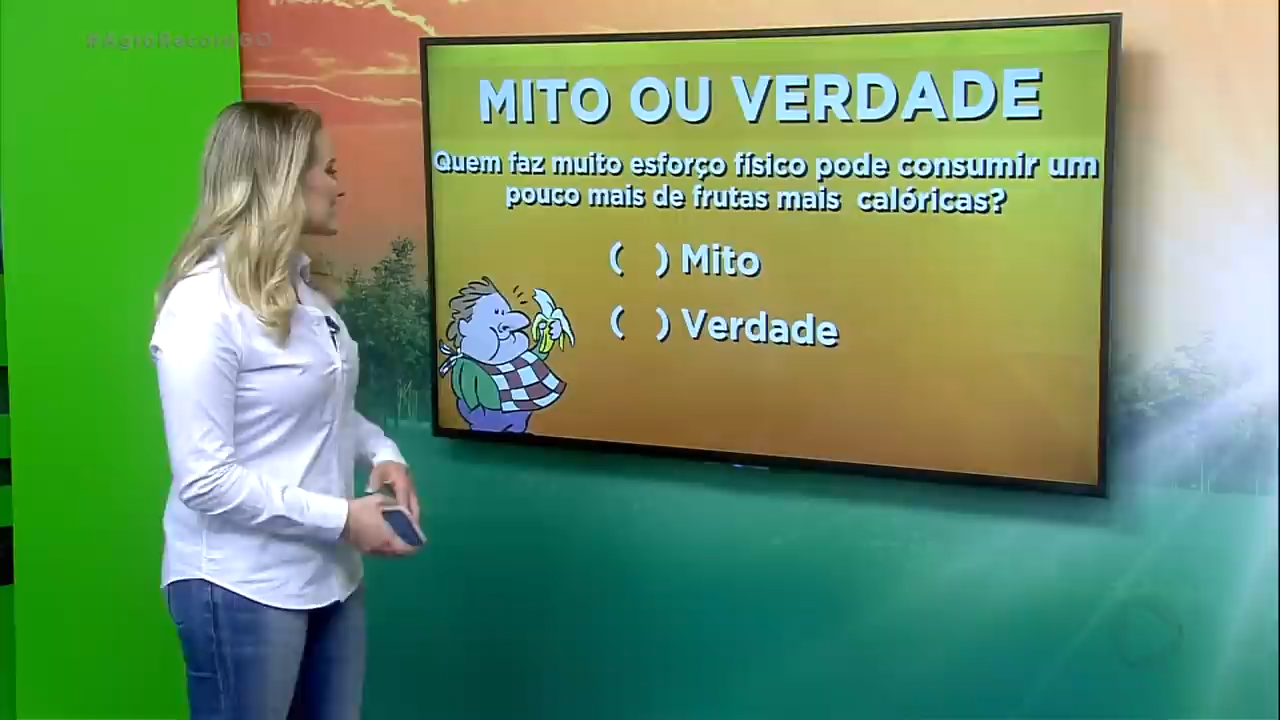 #AgroRecordGO
MITO OU VERDADE
Quem faz muito esforço físico pode consumir um
pouco mais de frutas mais calóricas?
( ) Mito
( ) Verdade